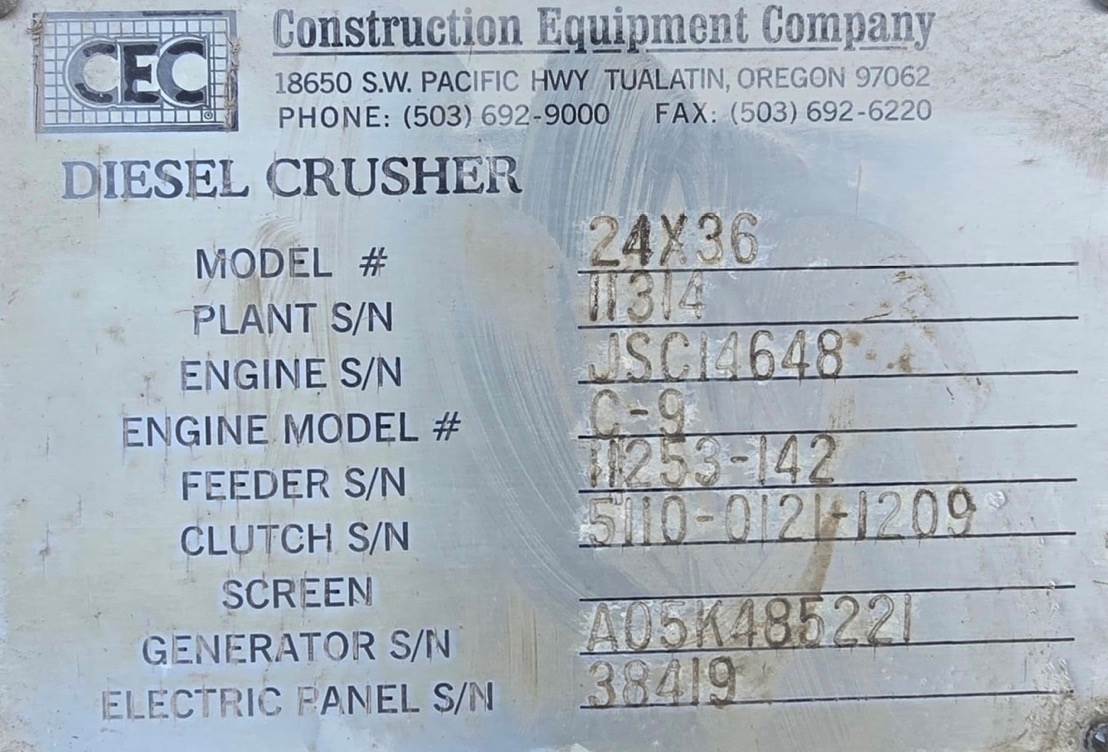 CEC®
Construction Equipment Company
18650 S.W. PACIFIC HWY TUALATIN, OREGON 97062
PHONE: (503) 692-9000 FAX: (503) 692-6220
DIESEL CRUSHER
MODEL # 24X36
PLANT S/N 11314
ENGINE S/N JSC14648
ENGINE MODEL # C-9
FEEDER S/N 11253-142
CLUTCH S/N 5110-0121-1209
SCREEN
GENERATOR S/N A05K485221
ELECTRIC PANEL S/N 38419